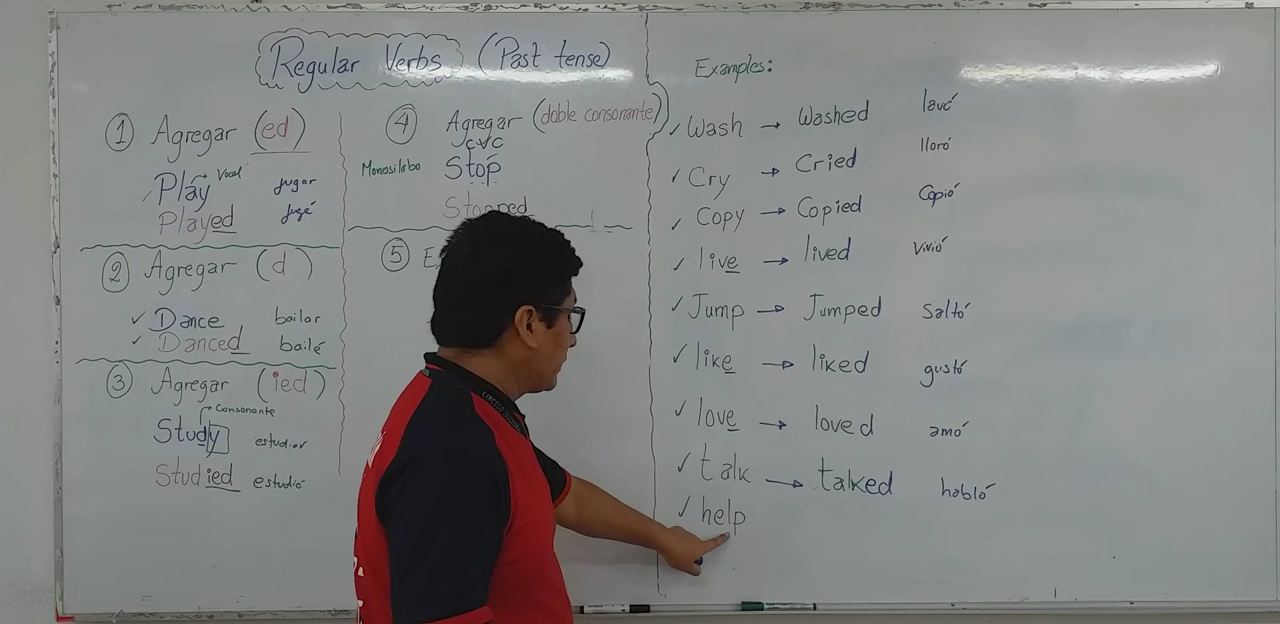 Regular Verbs (Past tense)
① Agregar (ed)
Vocal
Play jugar
Played jugé
② Agregar (d)
Dance bailar
Danced bailé
③ Agregar (ied)
Consonante
Study estudiar
Studied estudié
④ Agregar (doble consonante)
CVC
Monosilabo Stop
Stopped
⑤
Examples:
✓ Wash → Washed lavó
✓ Cry → Cried lloró
✓ Copy → Copied Copió
✓ live → lived Vivió
✓ Jump → Jumped Saltó
✓ like → liked gustó
✓ love → loved amó
✓ talk → talked habló
✓ help